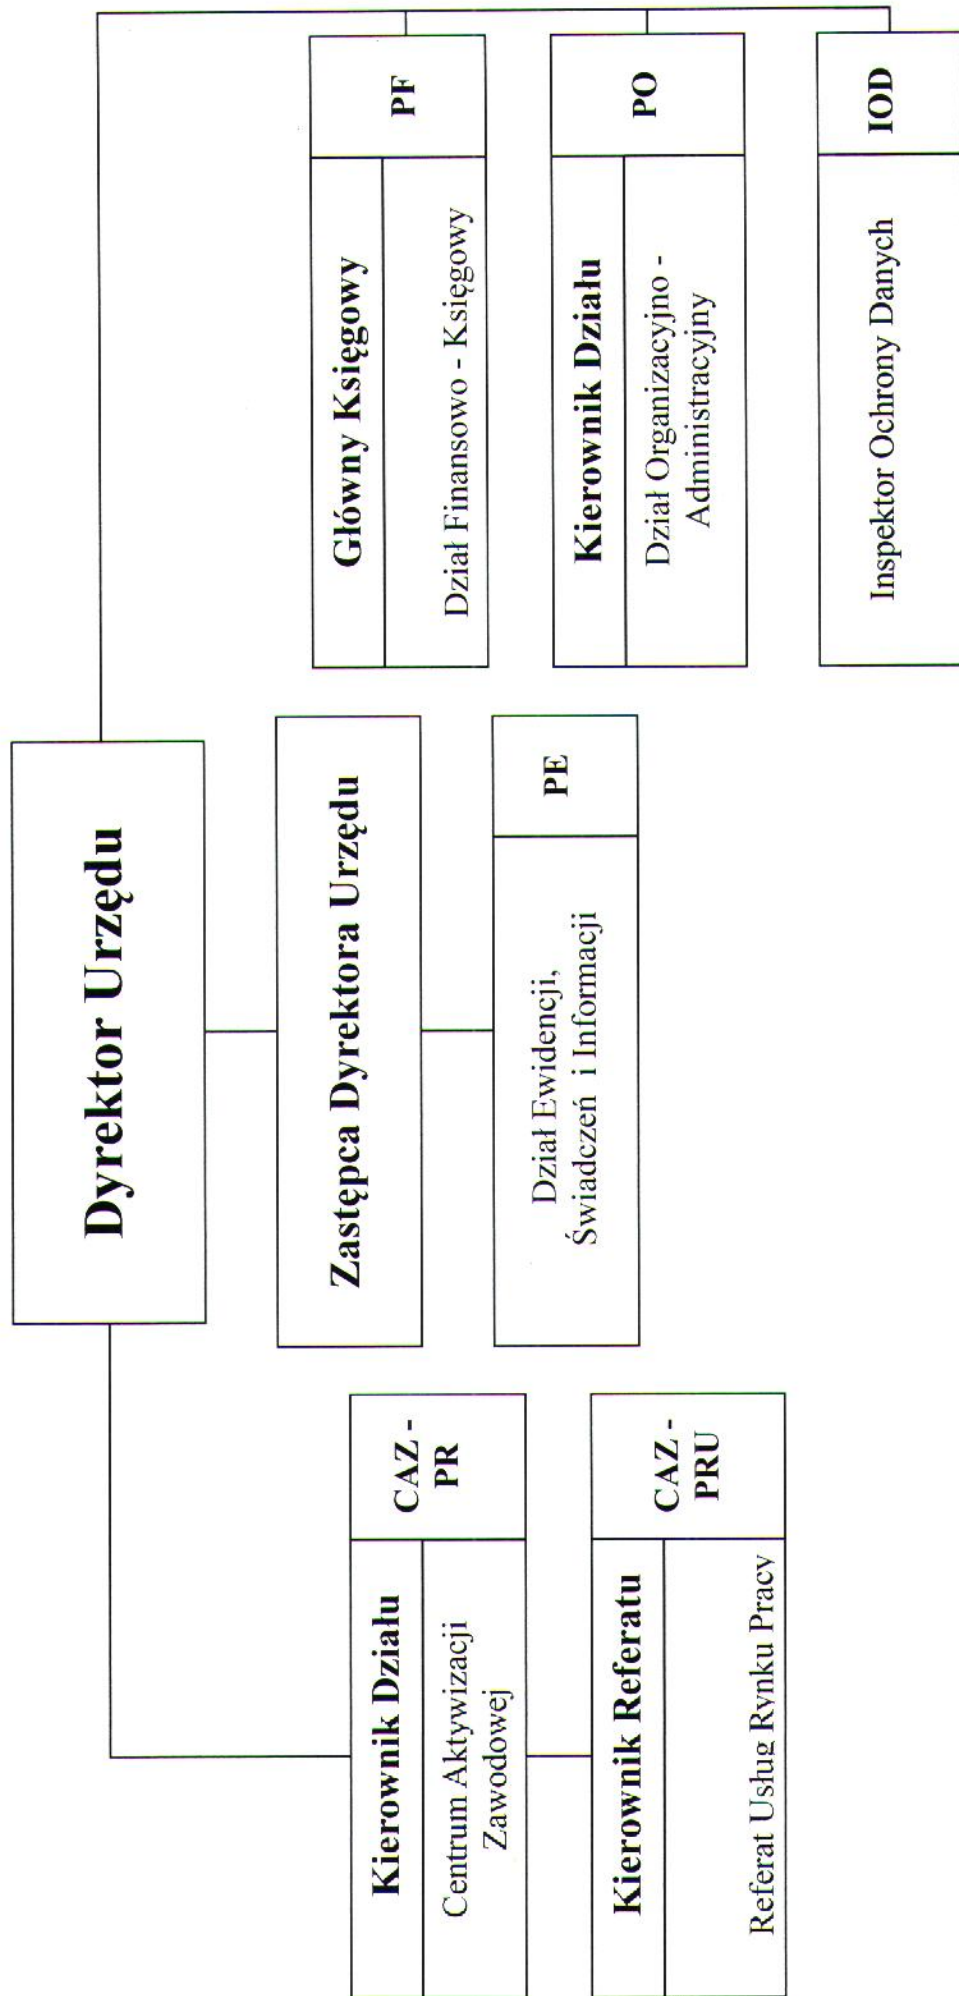 Dyrektor Urzędu
Kierownik Działu
Centrum Aktywizacji
Zawodowej
CAZ -
PR
Kierownik Referatu
Referat Usług Rynku Pracy
CAZ -
PRU
Zastępca Dyrektora Urzędu
Dział Ewidencji,
Świadczeń i Informacji
PE
Główny Księgowy
Dział Finansowo - Księgowy
PF
Kierownik Działu
Dział Organizacyjno -
Administracyjny
PO
Inspektor Ochrony Danych
IOD